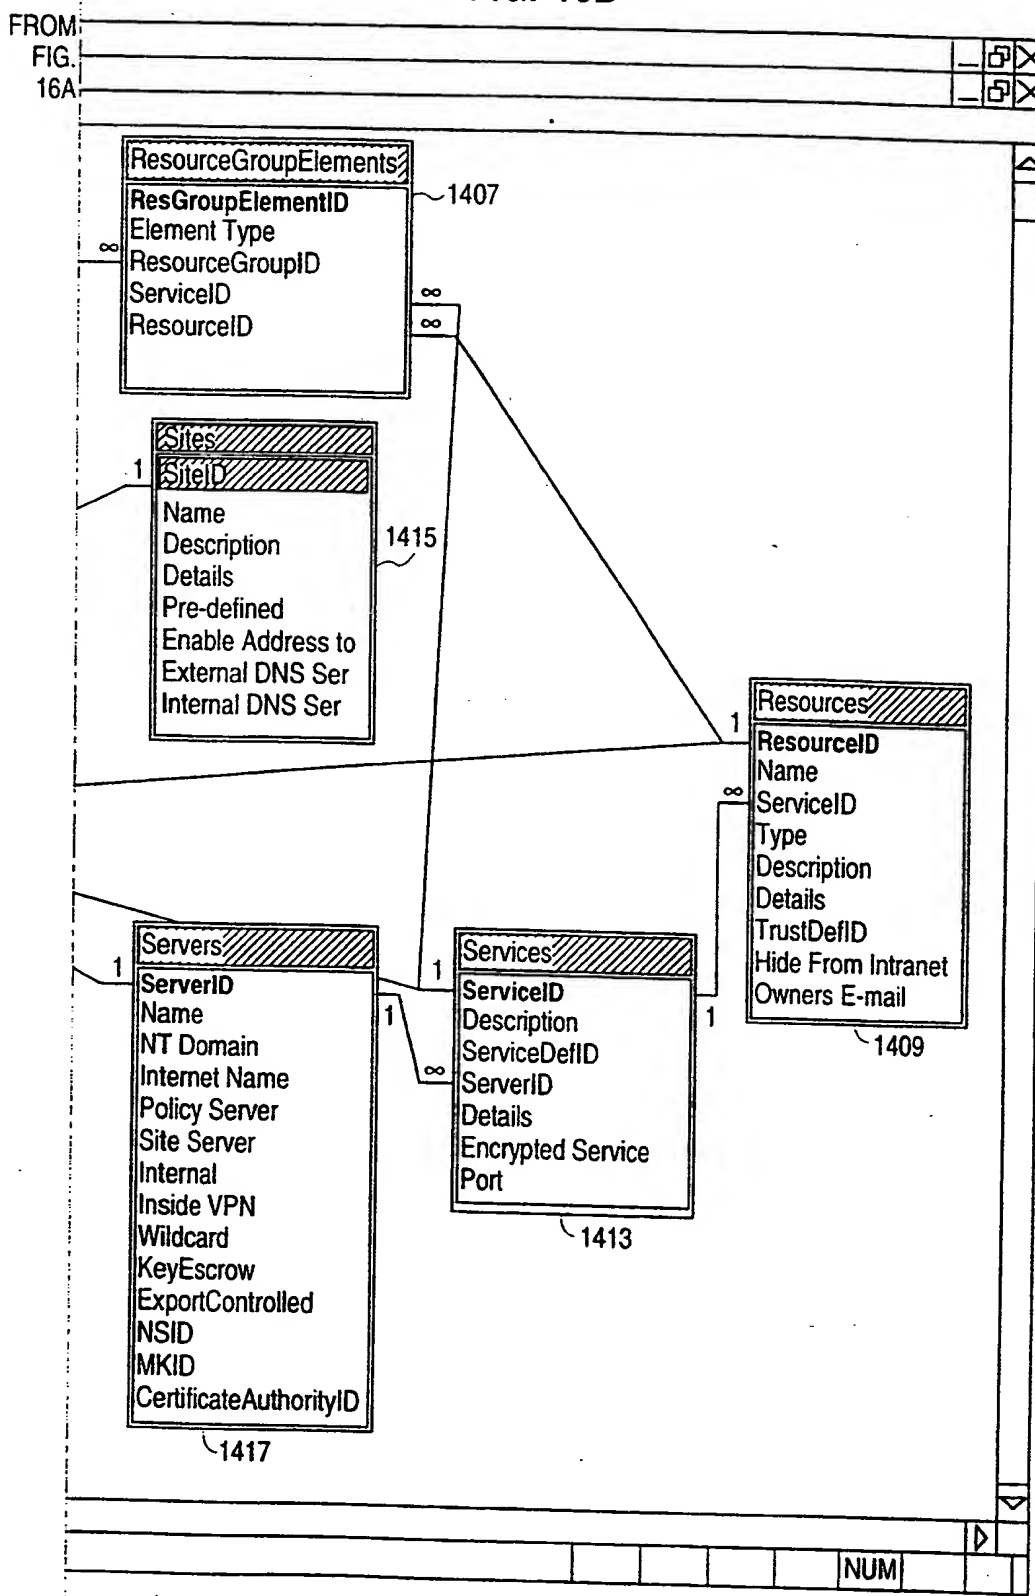 FROM
FIG.
16A
ResourceGroupElements
ResGroupElementID
Element Type
ResourceGroupID
ServiceID
ResourceID
1407
∞
∞
∞
Sites
SiteID
Name
Description
Details
Pre-defined
Enable Address to
External DNS Ser
Internal DNS Ser
1
1415
Resources
ResourceID
Name
ServiceID
Type
Description
Details
TrustDefID
Hide From Intranet
Owners E-mail
1
∞
1409
Servers
ServerID
Name
NT Domain
Internet Name
Policy Server
Site Server
Internal
Inside VPN
Wildcard
KeyEscrow
ExportControlled
NSID
MKID
CertificateAuthorityID
1
1
1417
Services
ServiceID
Description
ServiceDefID
ServerID
Details
Encrypted Service
Port
1
∞
1
1413
NUM